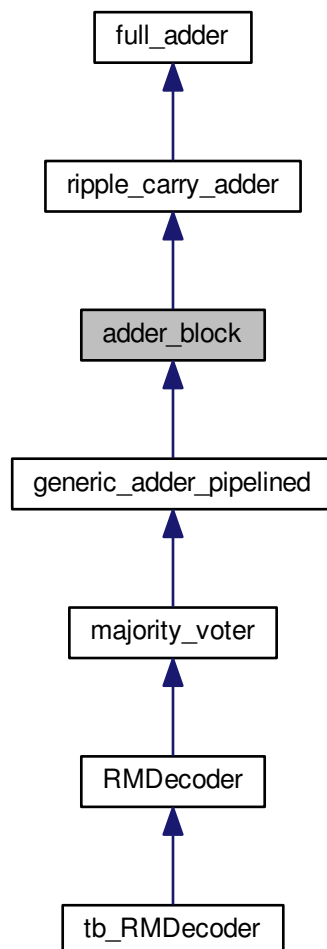 full_adder
ripple_carry_adder
adder_block
generic_adder_pipelined
majority_voter
RMDecoder
tb_RMDecoder